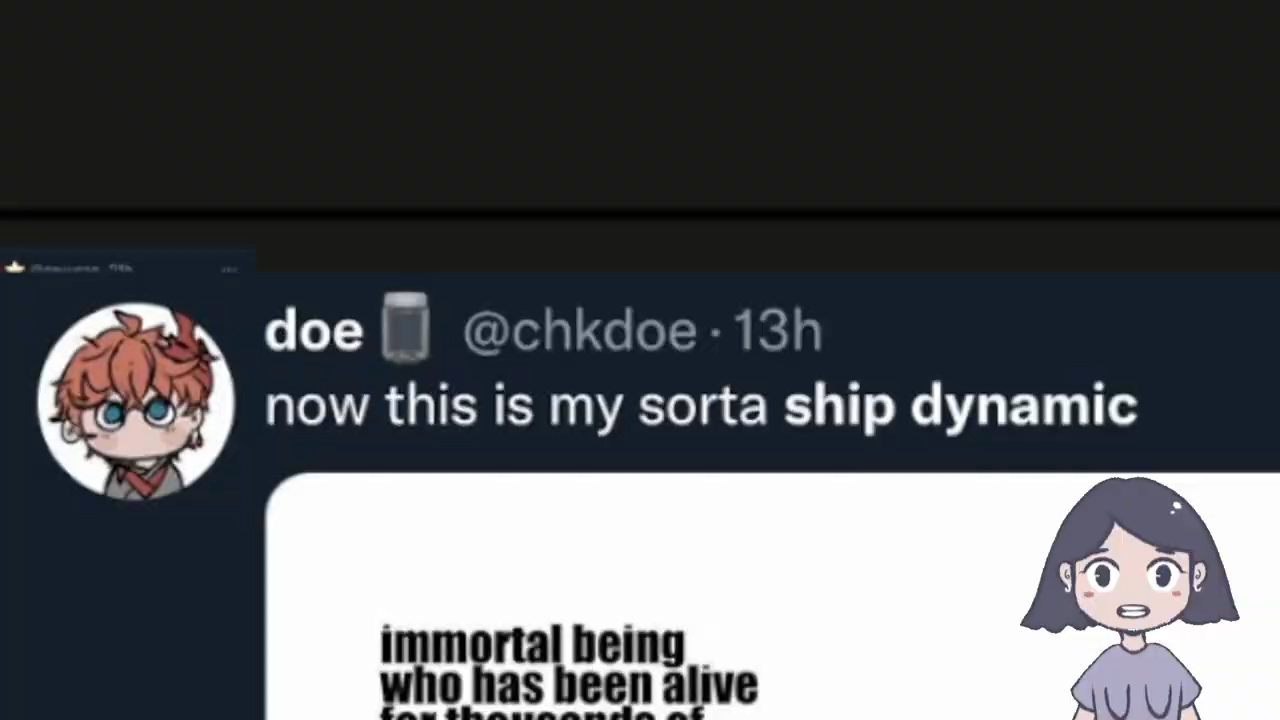 doe @chkdoe · 13h
now this is my sorta ship dynamic
immortal being
who has been alive
for thousands of